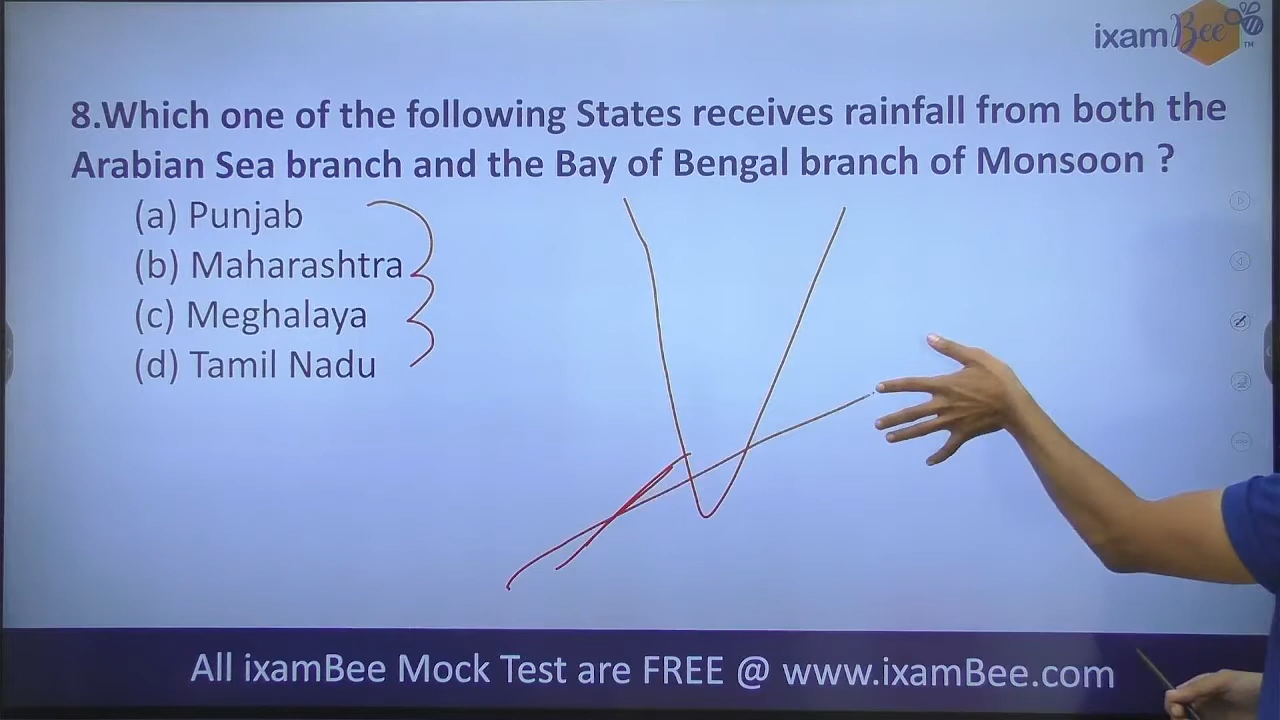 ixamBee™
8.Which one of the following States receives rainfall from both the
Arabian Sea branch and the Bay of Bengal branch of Monsoon ?
(a) Punjab
(b) Maharashtra
(c) Meghalaya
(d) Tamil Nadu
All ixamBee Mock Test are FREE @ www.ixamBee.com